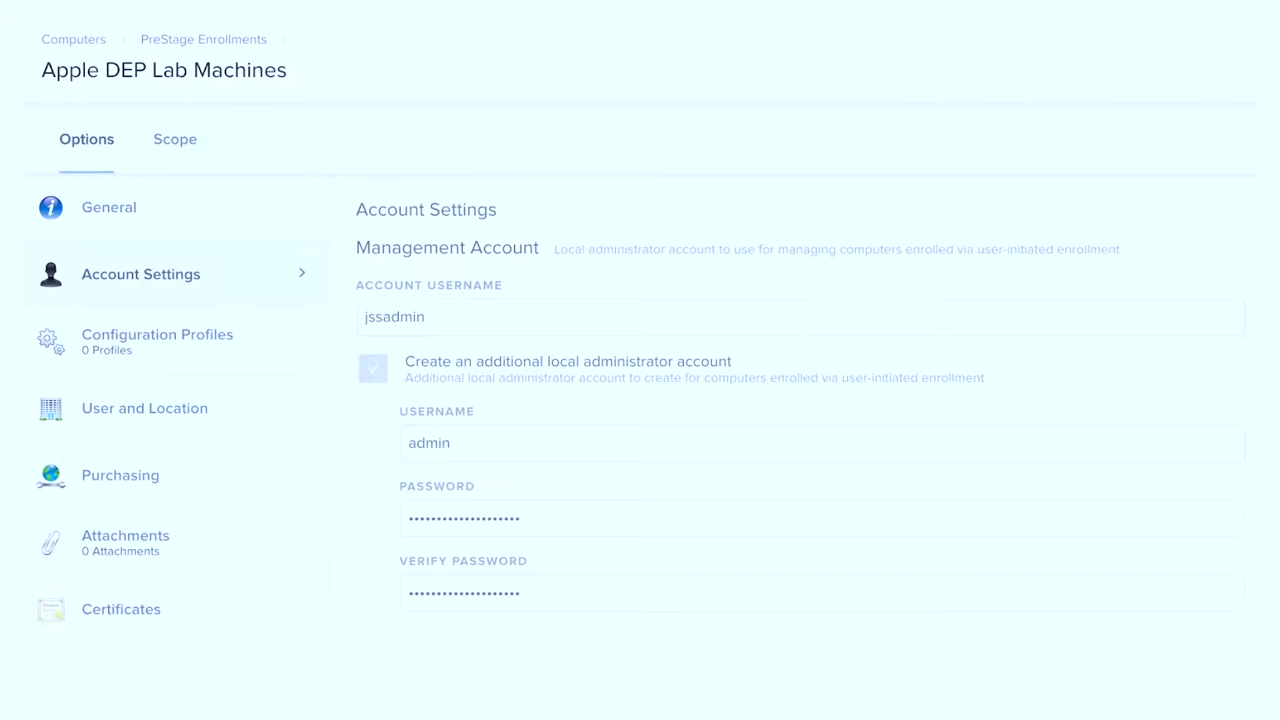 Computers
PreStage Enrollments
Apple DEP Lab Machines
Options
Scope
General
Account Settings
Configuration Profiles
0 Profiles
User and Location
Purchasing
Attachments
0 Attachments
Certificates
Account Settings
Management Account Local administrator account to use for managing computers enrolled via user-initiated enrollment
ACCOUNT USERNAME
jssadmin
Create an additional local administrator account
Additional local administrator account to create for computers enrolled via user-initiated enrollment
USERNAME
admin
PASSWORD
••••••••••••••••••••
VERIFY PASSWORD
••••••••••••••••••••